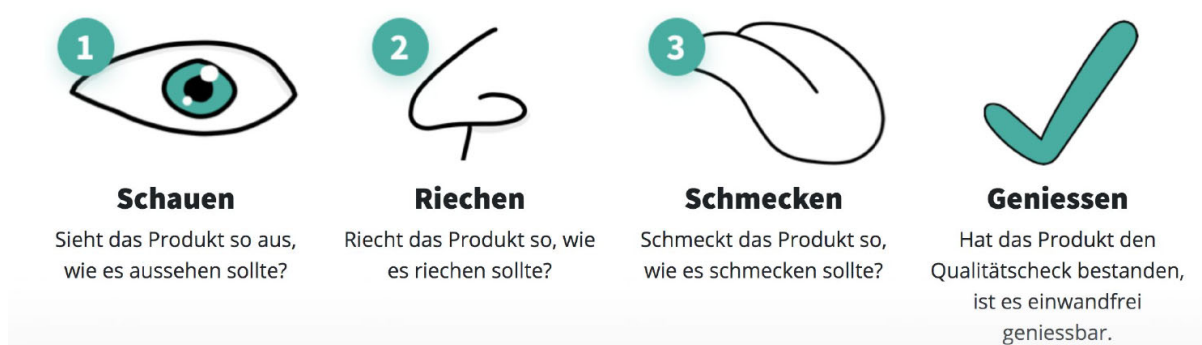 1
Schauen
Sieht das Produkt so aus,
wie es aussehen sollte?
2
Riechen
Riecht das Produkt so, wie
es riechen sollte?
3
Schmecken
Schmeckt das Produkt so,
wie es schmecken sollte?
Geniessen
Hat das Produkt den
Qualitätscheck bestanden,
ist es einwandfrei
geniessbar.